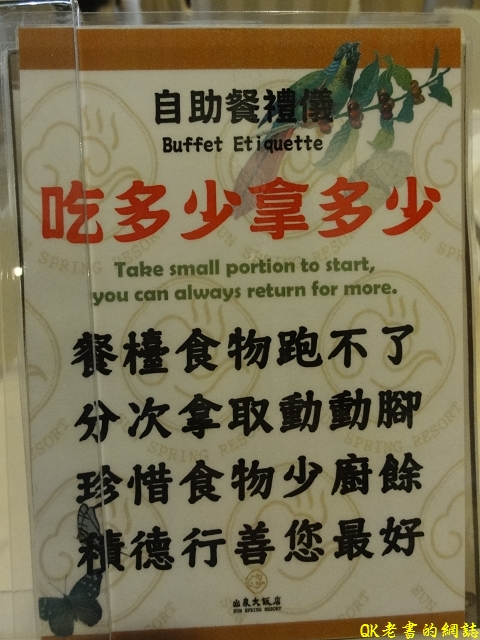 自助餐禮儀
Buffet Etiquette
吃多少拿多少
Take small portion to start,
you can always return for more.
餐檯食物跑不了
分次拿取動動腳
珍惜食物少廚餘
積德行善您最好
山泉大飯店
SUN SPRING RESORT
QK老書的網誌